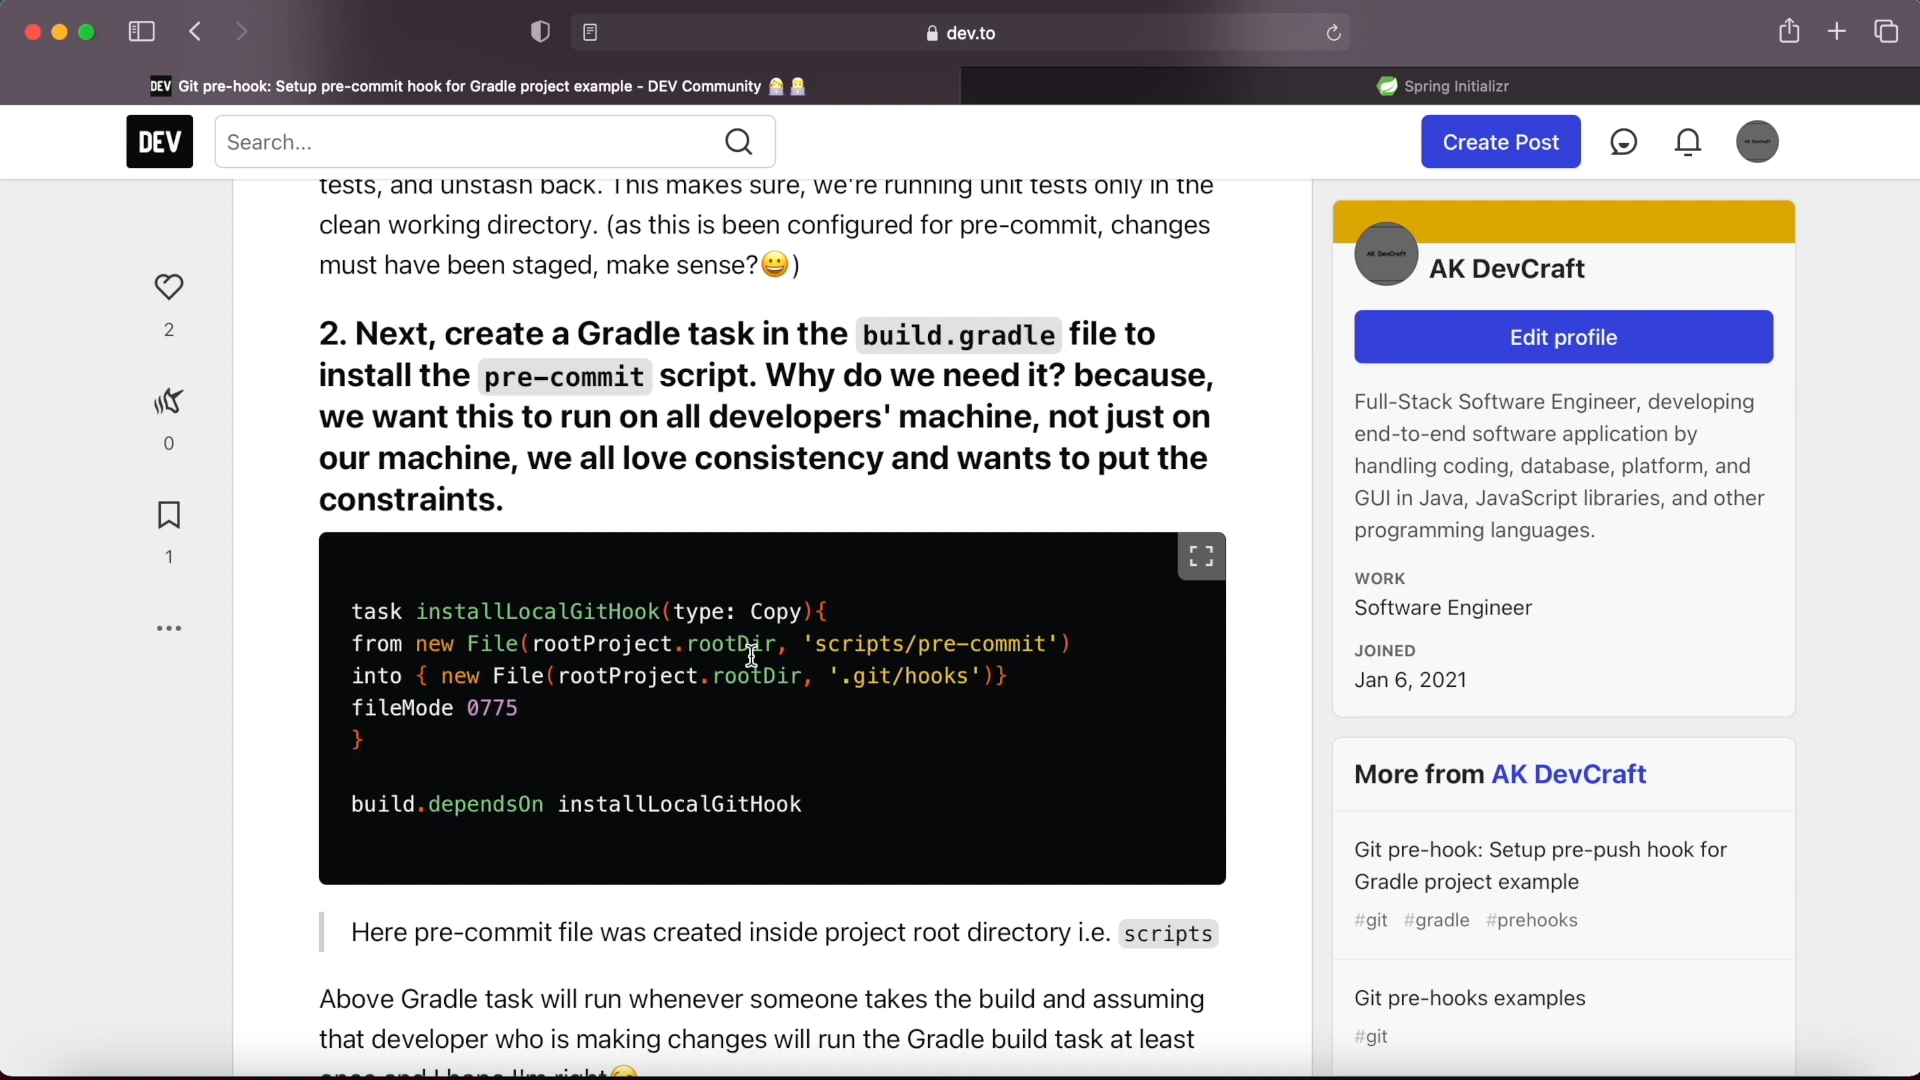 dev.to
DEV Git pre-hook: Setup pre-commit hook for Gradle project example - DEV Community 👩‍💻👨‍💻
Spring Initializr
DEV
Search...
Create Post
tests, and unstash back. This makes sure, we're running unit tests only in the
clean working directory. (as this is been configured for pre-commit, changes
must have been staged, make sense?😀)
2
0
1
2. Next, create a Gradle task in the build.gradle file to
install the pre-commit script. Why do we need it? because,
we want this to run on all developers' machine, not just on
our machine, we all love consistency and wants to put the
constraints.
task installLocalGitHook(type: Copy){
from new File(rootProject.rootDir, 'scripts/pre-commit')
into { new File(rootProject.rootDir, '.git/hooks')}
fileMode 0775
}
build.dependsOn installLocalGitHook
Here pre-commit file was created inside project root directory i.e. scripts
Above Gradle task will run whenever someone takes the build and assuming
that developer who is making changes will run the Gradle build task at least
once and I hope I'm right
AK DevCraft
AK DevCraft
Edit profile
Full-Stack Software Engineer, developing
end-to-end software application by
handling coding, database, platform, and
GUI in Java, JavaScript libraries, and other
programming languages.
WORK
Software Engineer
JOINED
Jan 6, 2021
More from AK DevCraft
Git pre-hook: Setup pre-push hook for
Gradle project example
#git #gradle #prehooks
Git pre-hooks examples
#git